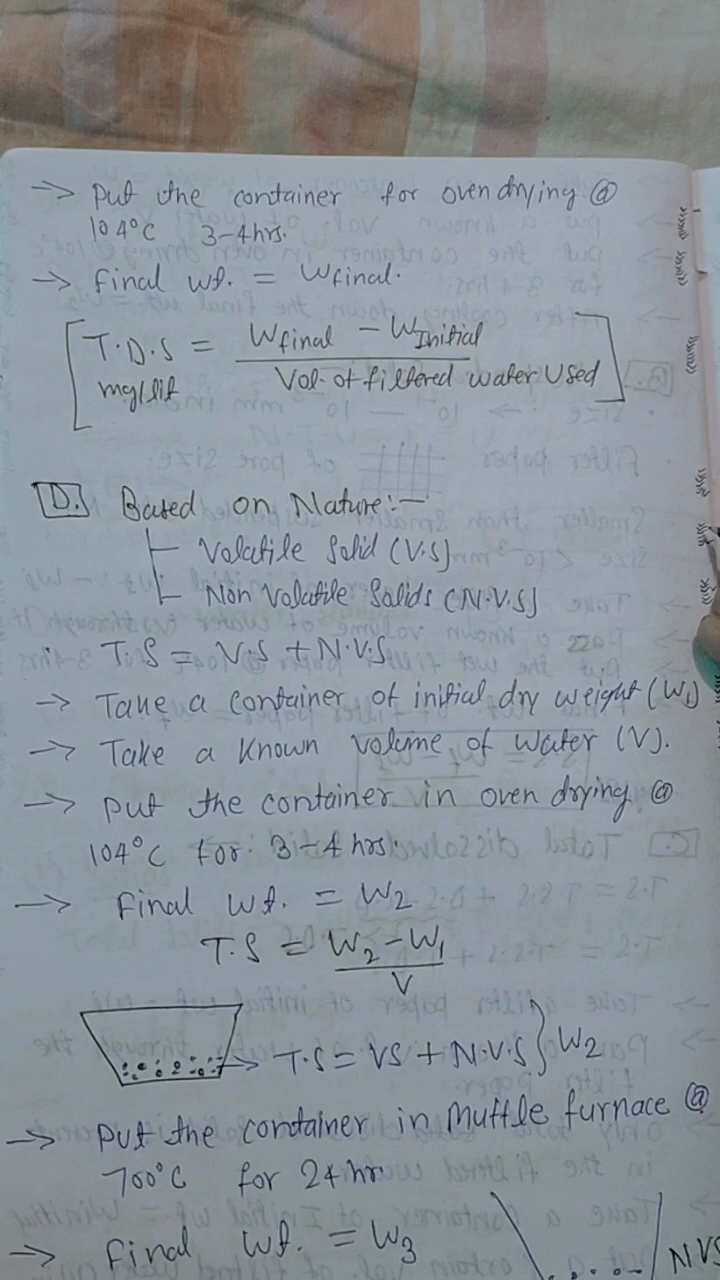 → Put the container for oven drying @
104°C 3-4hrs.
→ final wt. = Wfinal.
T.D.S = Wfinal - WInitial
mg/lit Vol. of filtered water Used
D. Based on Nature:-
Volatile Solid (V.S)
Non Volatile Solids (N.V.S)
T.S = V.S + N.V.S
→ Take a container of initial dry weight (W1)
→ Take a known volume of water (V).
→ Put the container in oven drying @
104°C for 3-4 hrs.
→ Final wt. = W2
T.S = W2-W1
V
→ T.S = VS + N.V.S } W2
→ Put the container in Muffle furnace @
700°C for 24 hr
→ Final wt. = W3
NVS